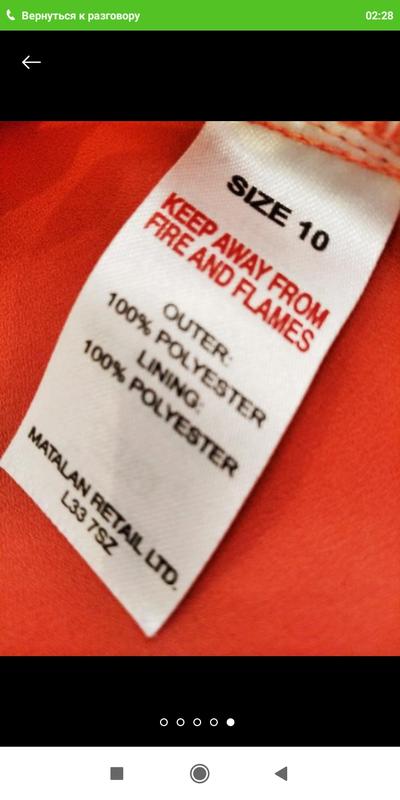 Вернуться к разговору
02:28
SIZE 10
KEEP AWAY FROM
FIRE AND FLAMES
OUTER:
100% POLYESTER
LINING:
100% POLYESTER
MATALAN RETAIL LTD.
L33 7SZ